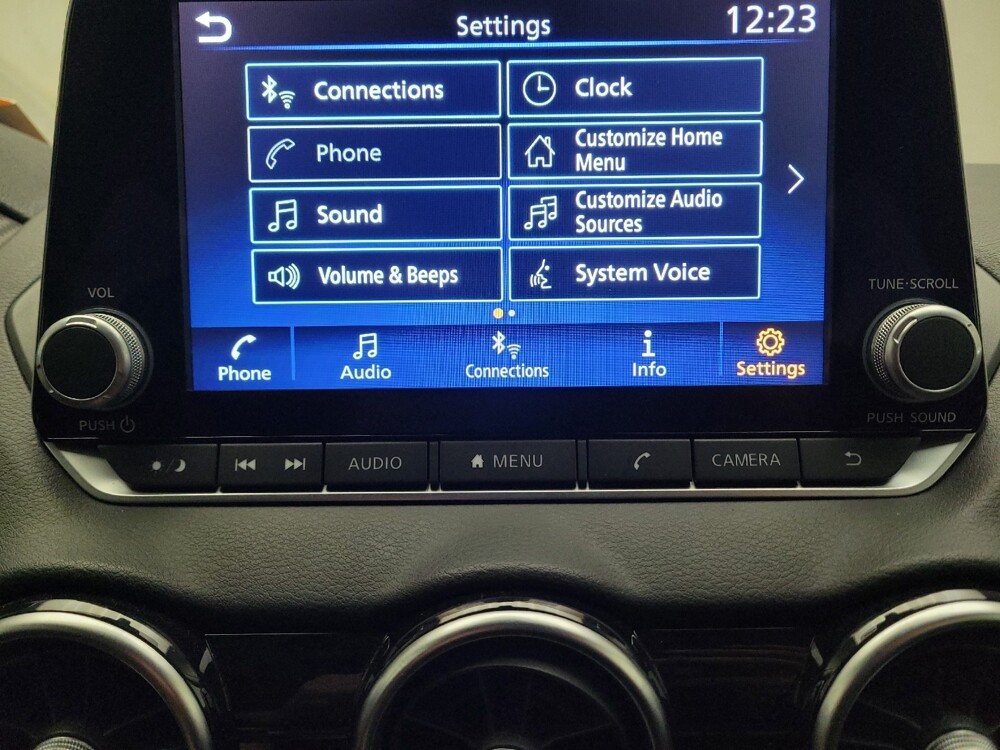 Settings 12:23
Connections Clock
Phone Customize Home
Menu
Sound Customize Audio
Sources
Volume & Beeps System Voice
VOL TUNE·SCROLL
Phone Audio Connections Info Settings
PUSH PUSH SOUND
AUDIO MENU CAMERA